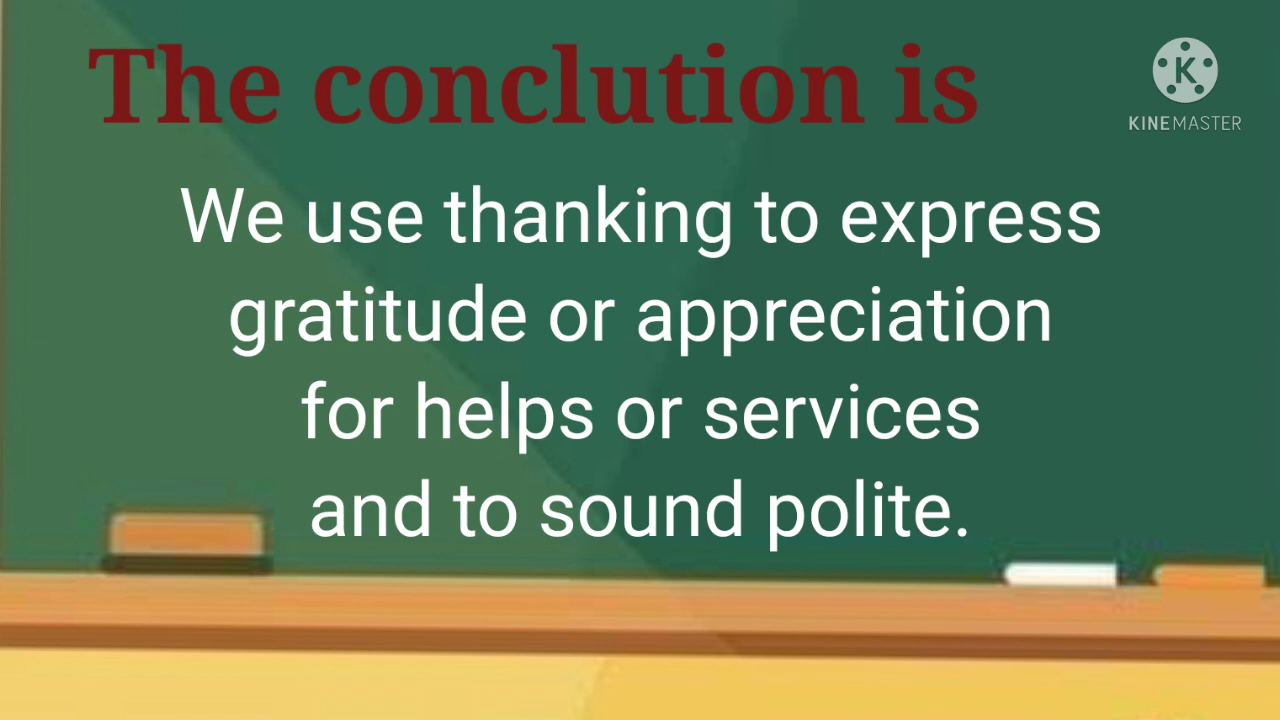 The conclution is
KINEMASTER
We use thanking to express
gratitude or appreciation
for helps or services
and to sound polite.